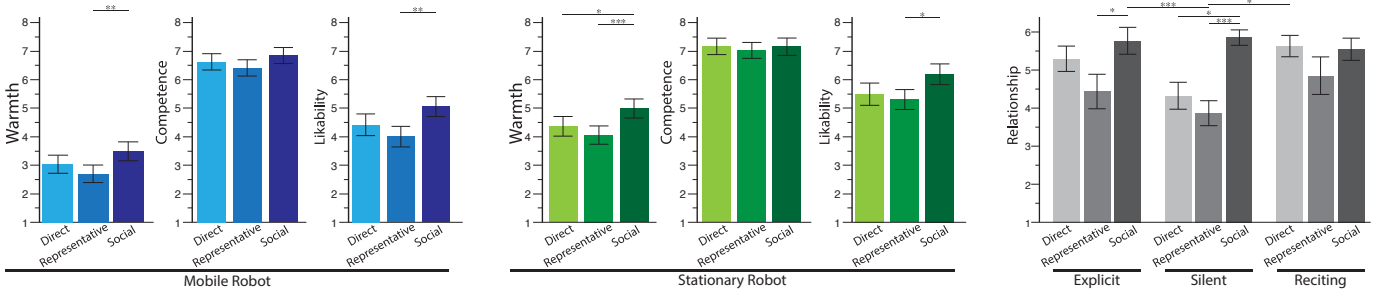 **
8
7
6
5
4
3
2
1
Warmth
Direct
Representative
Social
8
7
6
5
4
3
2
1
Competence
Direct
Representative
Social
**
8
7
6
5
4
3
2
1
Likability
Direct
Representative
Social
Mobile Robot
*
***
8
7
6
5
4
3
2
1
Warmth
Direct
Representative
Social
8
7
6
5
4
3
2
1
Competence
Direct
Representative
Social
*
8
7
6
5
4
3
2
1
Likability
Direct
Representative
Social
Stationary Robot
*** *
* *
***
6
5
4
3
2
1
Relationship
Direct
Representative
Social
Direct
Representative
Social
Direct
Representative
Social
Explicit
Silent
Reciting